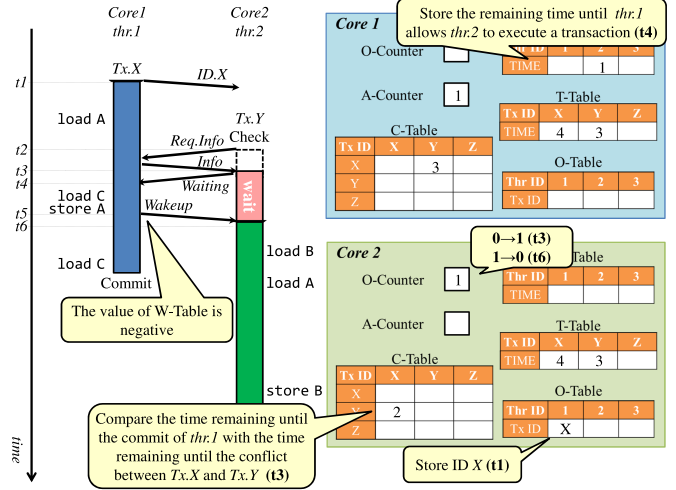 Core1
thr.1
Core2
thr.2
t1
Tx.X
ID.X
load A
Tx.Y
Check
t2
Req.Info
t3
Info
t4
Waiting
load C
t5
store A
Wakeup
t6
wait
load B
load C
load A
Commit
The value of W-Table is
negative
store B
Compare the time remaining until
the commit of thr.1 with the time
remaining until the conflict
between Tx.X and Tx.Y (t3)
time
Core 1
Store the remaining time until thr.1
allows thr.2 to execute a transaction (t4)
O-Counter
Thr ID 1 2 3
TIME 1
A-Counter 1
T-Table
Tx ID X Y Z
TIME 4 3
C-Table
Tx ID X Y Z
X 3
Y
Z
O-Table
Thr ID 1 2 3
Tx ID
Core 2
0→1 (t3)
1→0 (t6)
Table
O-Counter 1
Thr ID 1 2 3
TIME
A-Counter
T-Table
Tx ID X Y Z
TIME 4 3
C-Table
Tx ID X Y Z
X
2
Z
O-Table
Thr ID 1 2 3
Tx ID X
Store ID X (t1)